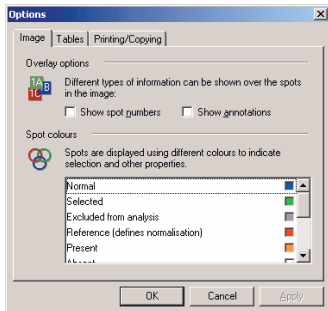 Options
Image Tables Printing/Copying
Overlay options
1A
1C B
Different types of information can be shown over the spots
in the image:
Show spot numbers Show annotations
Spot colours
Spots are displayed using different colours to indicate
selection and other properties.
Normal
Selected
Excluded from analysis
Reference (defines normalisation)
Present
OK Cancel Apply